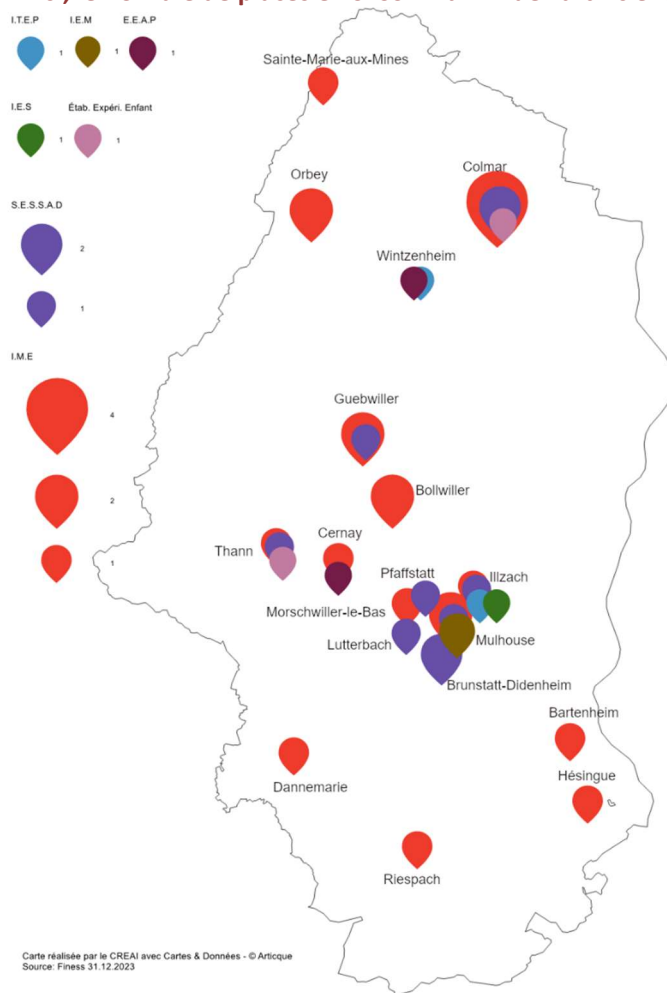 I.T.E.P I.E.M E.E.A.P
1 1 1
I.E.S Étab. Expéri. Enfant
1 1
S.E.S.S.A.D
2
1
I.M.E
4
2
1
Sainte-Marie-aux-Mines
Orbey
Colmar
Wintzenheim
Guebwiller
Bollwiller
Thann
Cernay
Pfaffstatt
Illzach
Morschwiller-le-Bas
Lutterbach
Mulhouse
Brunstatt-Didenheim
Bartenheim
Hésingue
Dannemarie
Riespach
Carte réalisée par le CREAI avec Cartes & Données - © Articque
Source: Finess 31.12.2023